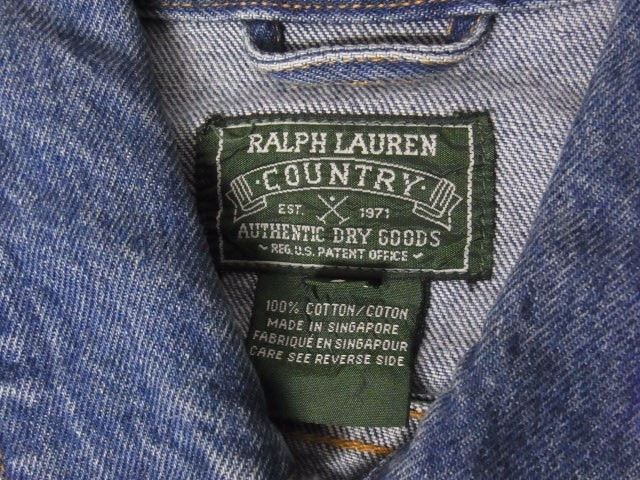 RALPH LAUREN
COUNTRY
EST. 1971
AUTHENTIC DRY GOODS
REG. U.S. PATENT OFFICE
100% COTTON/COTON
MADE IN SINGAPORE
FABRIQUÉ EN SINGAPOUR
CARE SEE REVERSE SIDE